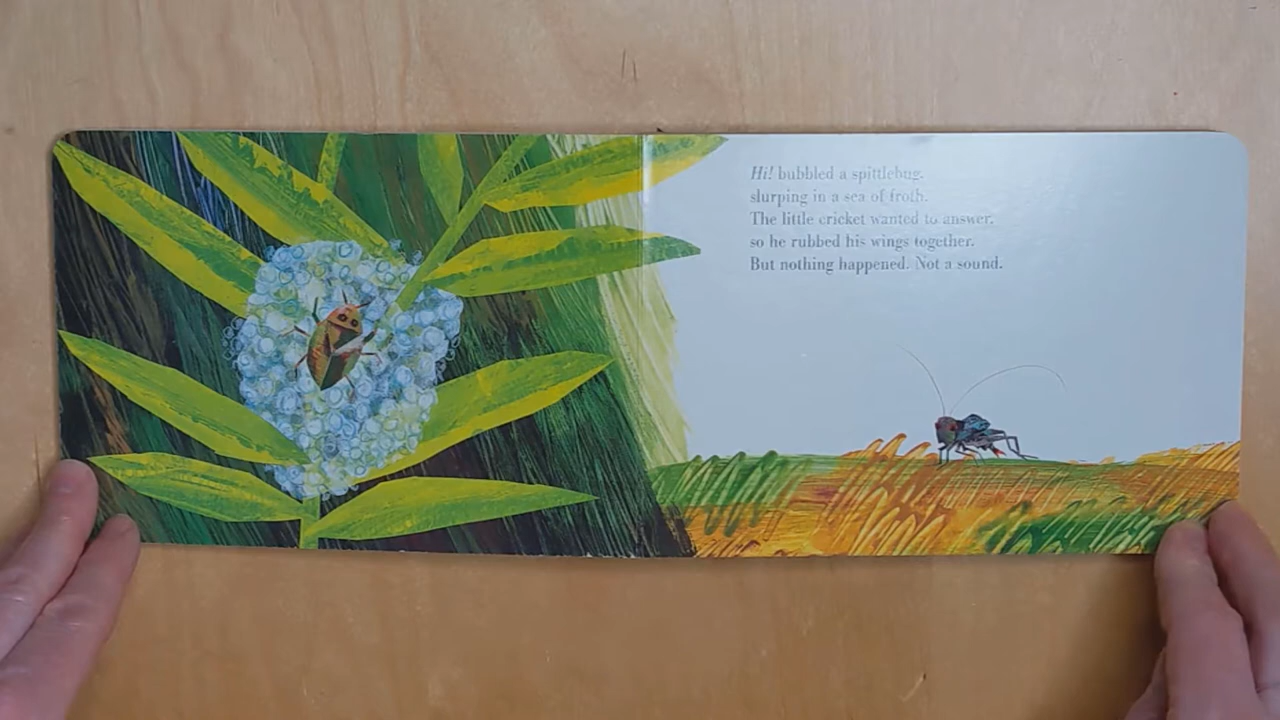 Hi! bubbled a spittlebug,
slurping in a sea of froth.
The little cricket wanted to answer,
so he rubbed his wings together.
But nothing happened. Not a sound.